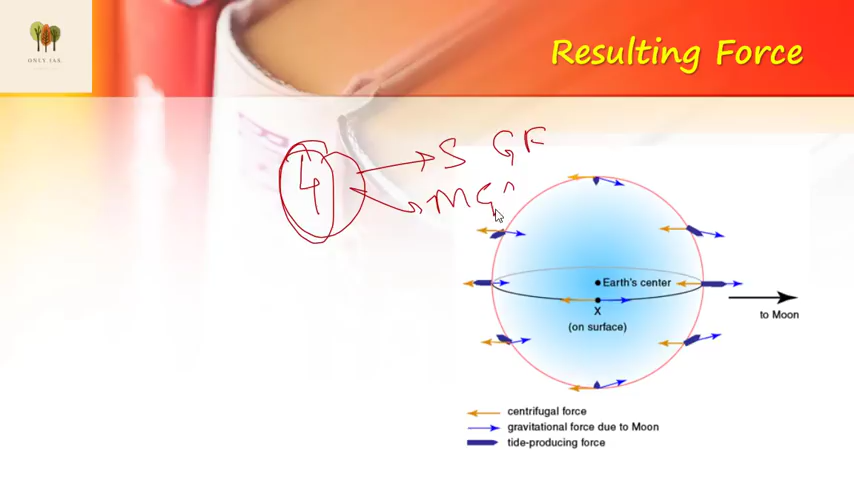 ONLY IAS
Resulting Force
4
S GF
M G
Earth's center
X
(on surface)
to Moon
centrifugal force
gravitational force due to Moon
tide-producing force